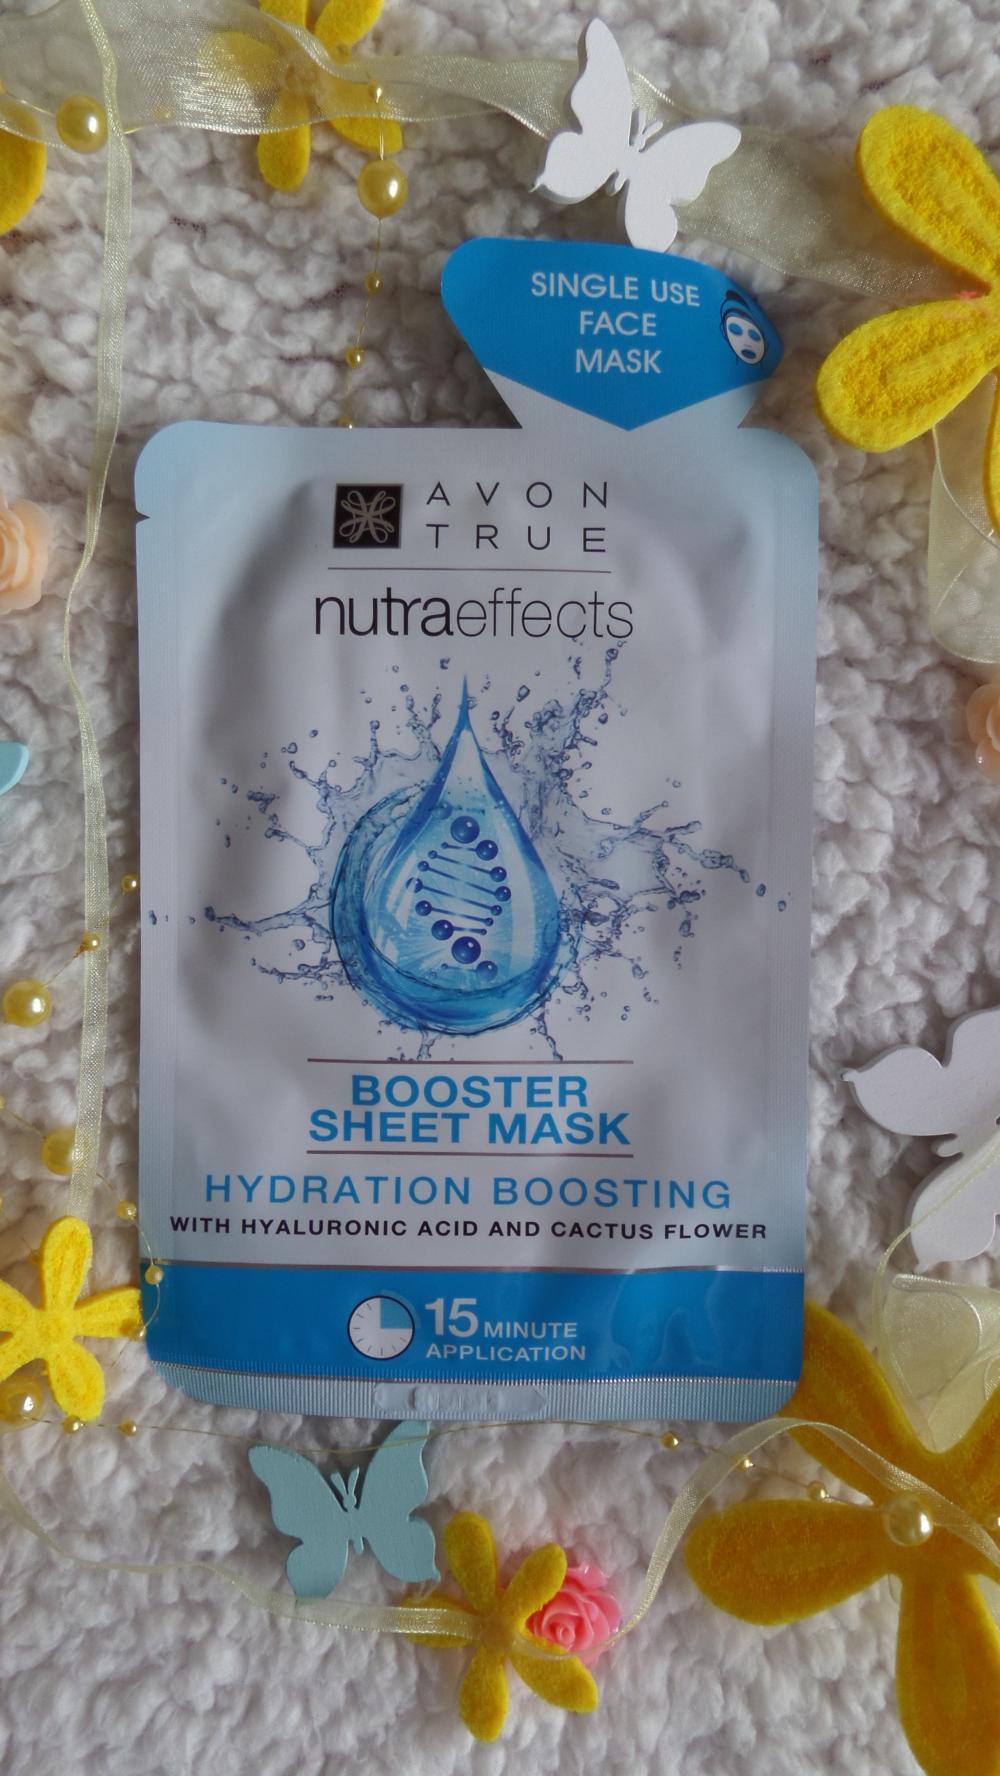 SINGLE USE
FACE
MASK
AVON
TRUE
nutraeffects
BOOSTER
SHEET MASK
HYDRATION BOOSTING
WITH HYALURONIC ACID AND CACTUS FLOWER
15 MINUTE
APPLICATION